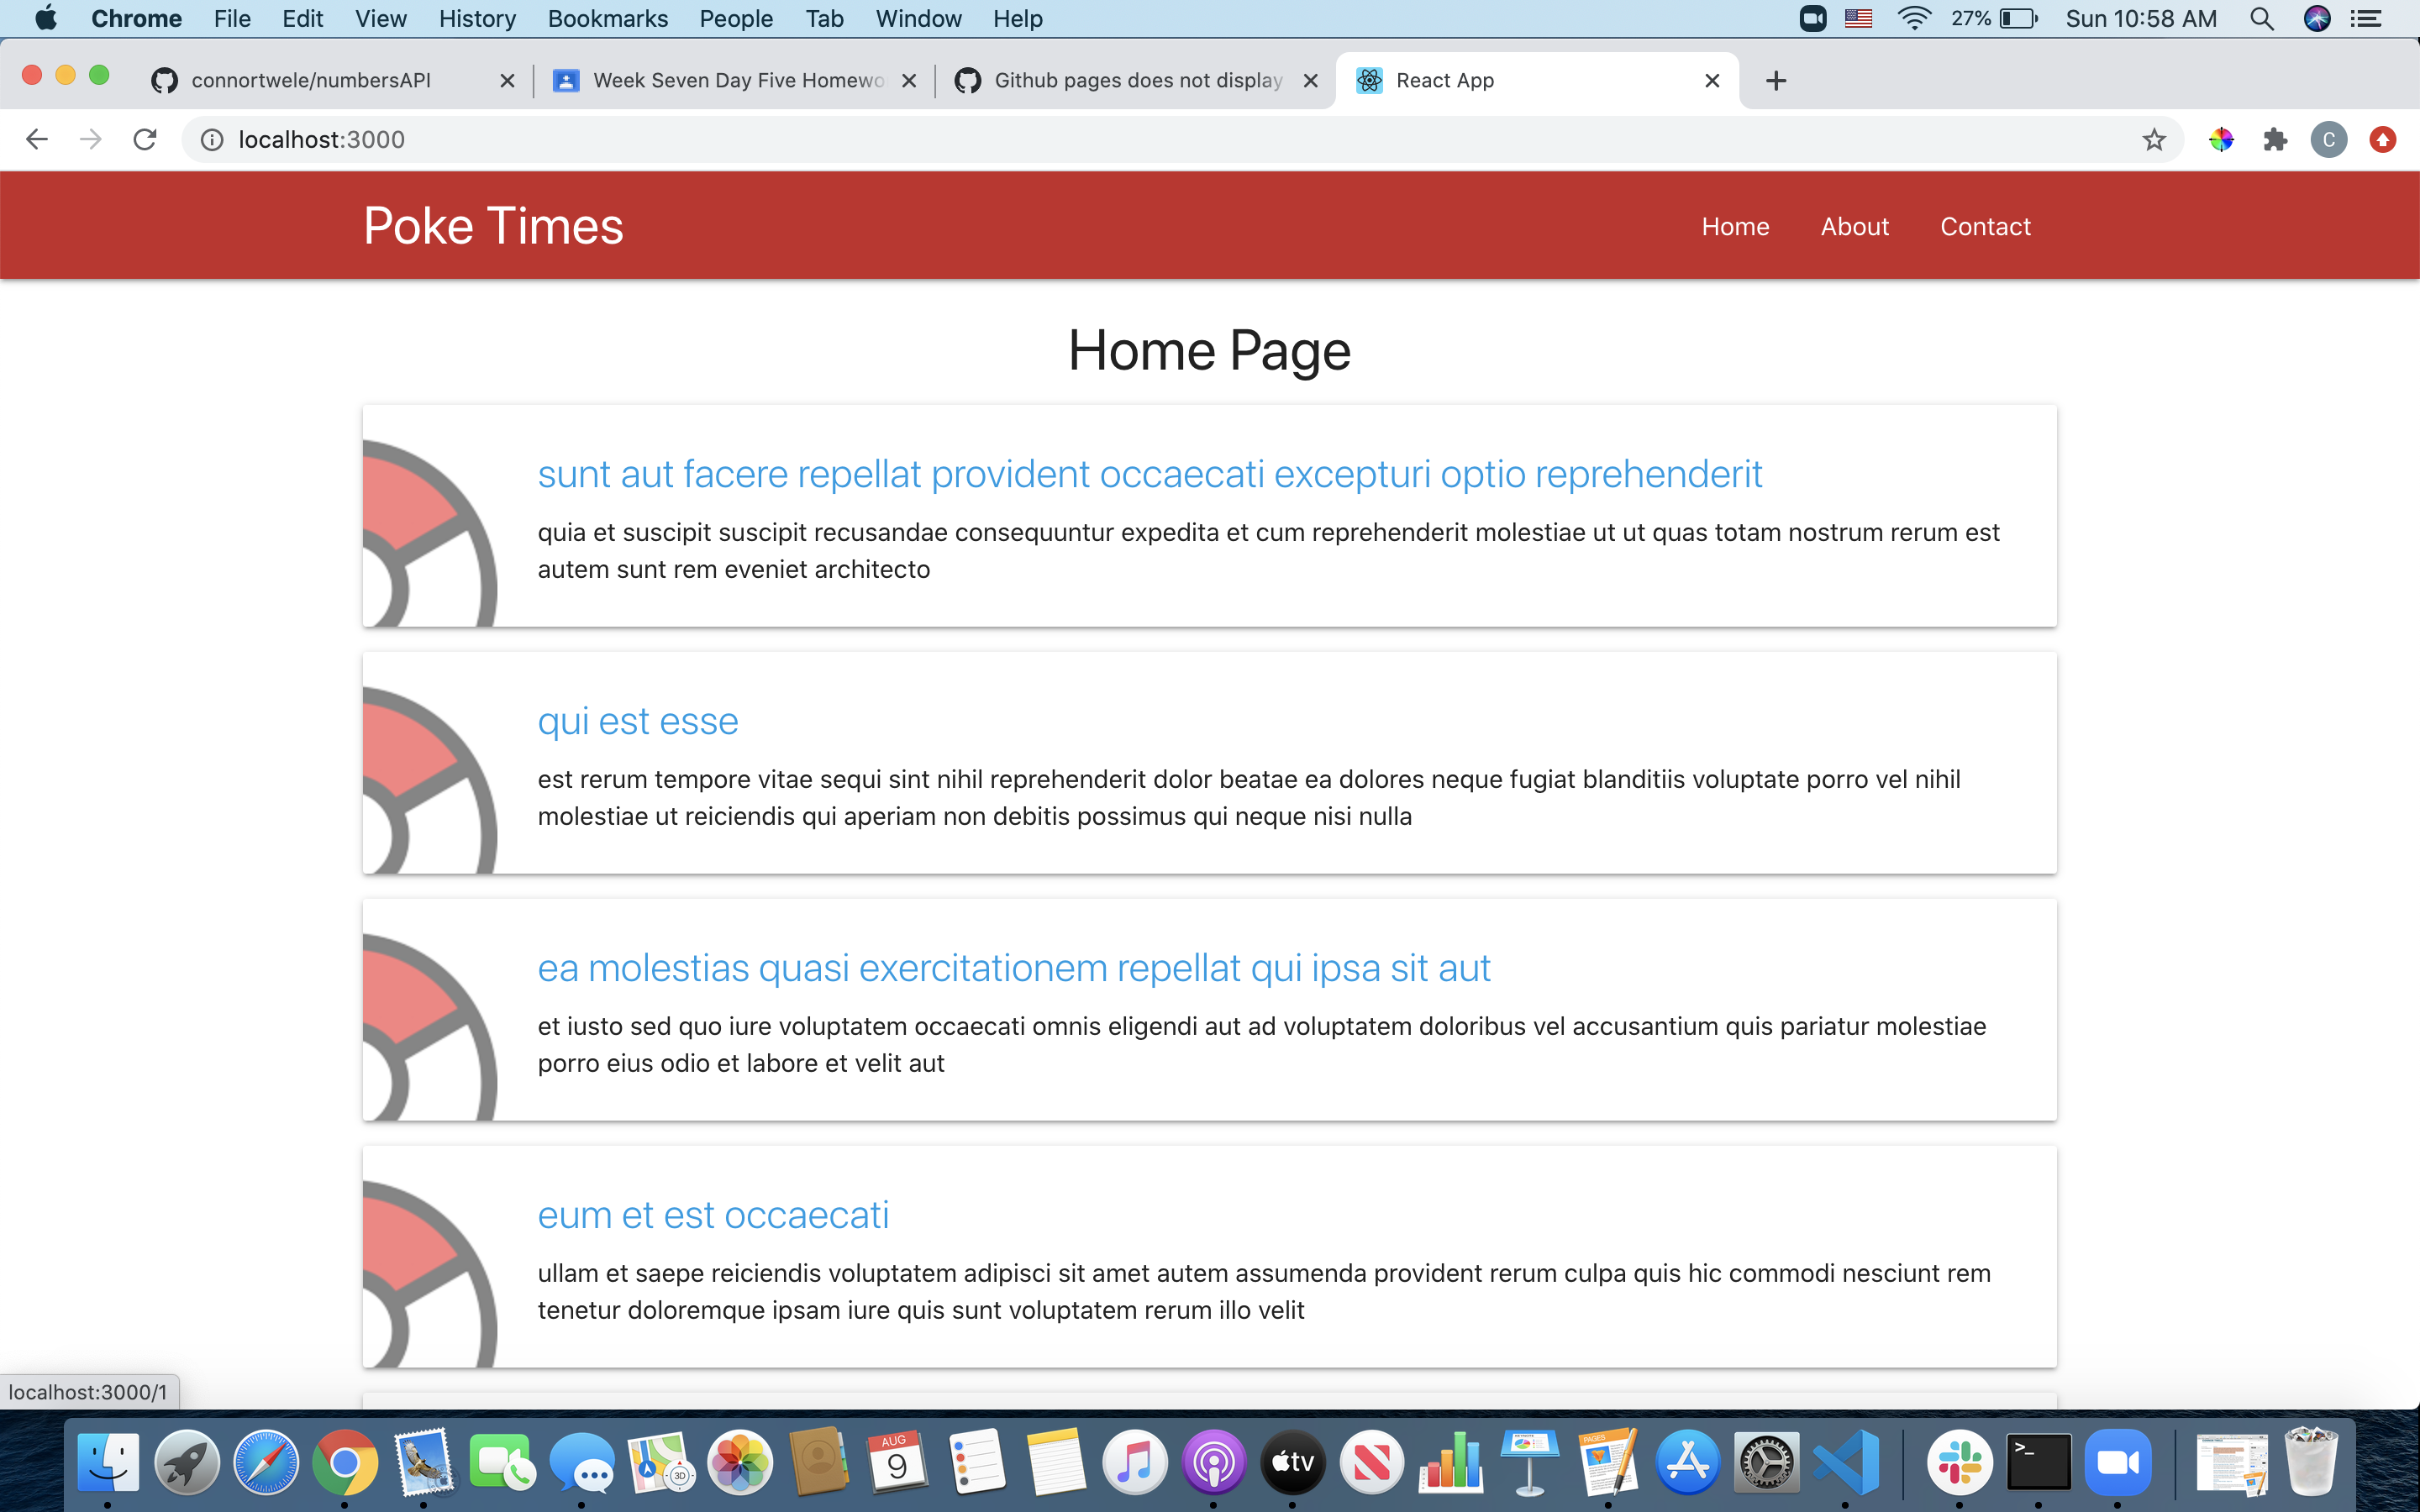 Chrome File Edit View History Bookmarks People Tab Window Help 27% Sun 10:58 AM
connortwele/numbersAPI Week Seven Day Five Homewo Github pages does not display React App
localhost:3000 C
Poke Times Home About Contact
Home Page
sunt aut facere repellat provident occaecati excepturi optio reprehenderit
quia et suscipit suscipit recusandae consequuntur expedita et cum reprehenderit molestiae ut ut quas totam nostrum rerum est
autem sunt rem eveniet architecto
qui est esse
est rerum tempore vitae sequi sint nihil reprehenderit dolor beatae ea dolores neque fugiat blanditiis voluptate porro vel nihil
molestiae ut reiciendis qui aperiam non debitis possimus qui neque nisi nulla
ea molestias quasi exercitationem repellat qui ipsa sit aut
et iusto sed quo iure voluptatem occaecati omnis eligendi aut ad voluptatem doloribus vel accusantium quis pariatur molestiae
porro eius odio et labore et velit aut
eum et est occaecati
ullam et saepe reiciendis voluptatem adipisci sit amet autem assumenda provident rerum culpa quis hic commodi nesciunt rem
tenetur doloremque ipsam iure quis sunt voluptatem rerum illo velit
localhost:3000/1
3D AUG 9 tv PAGES >_